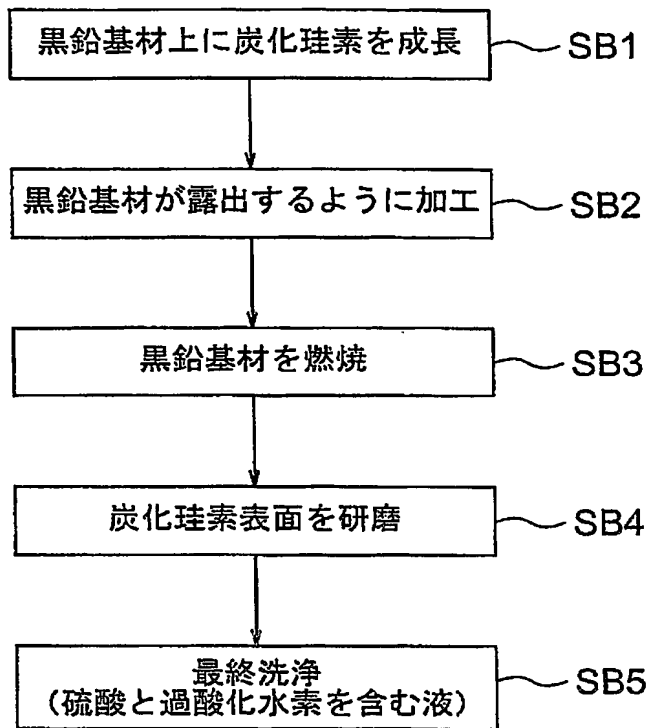 黒鉛基材上に炭化珪素を成長 SB1
黒鉛基材が露出するように加工 SB2
黒鉛基材を燃焼 SB3
炭化珪素表面を研磨 SB4
最終洗浄
(硫酸と過酸化水素を含む液) SB5